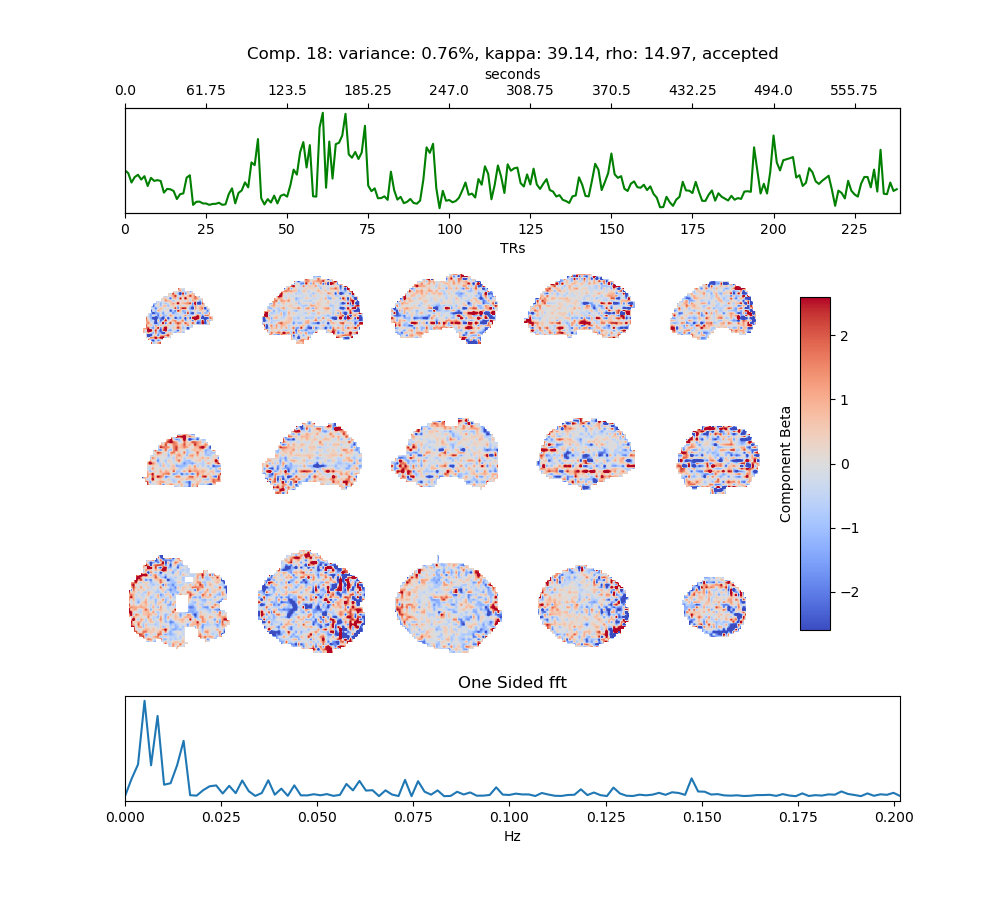 Comp. 18: variance: 0.76%, kappa: 39.14, rho: 14.97, accepted
seconds
0.0 61.75 123.5 185.25 247.0 308.75 370.5 432.25 494.0 555.75
0 25 50 75 100 125 150 175 200 225
TRs
2
1
0
−1
−2
Component Beta
One Sided fft
0.000 0.025 0.050 0.075 0.100 0.125 0.150 0.175 0.200
Hz